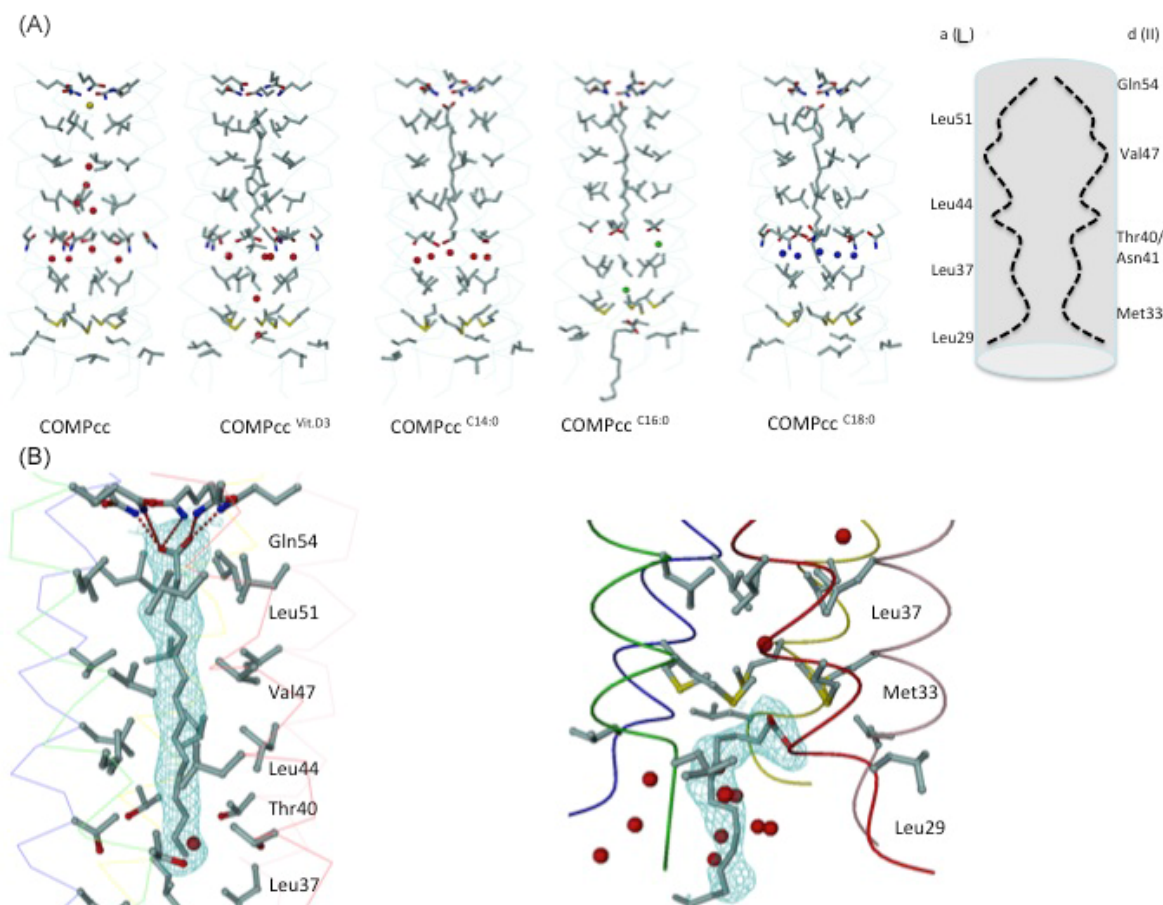 (A)
a (L) d (II)
Gln54
Leu51
Val47
Leu44
Thr40/
Asn41
Leu37
Met33
Leu29
COMPcc COMPcc Vit.D3 COMPcc C14:0 COMPcc C16:0 COMPcc C18:0
(B)
Gln54
Leu51
Val47
Leu44
Thr40
Leu37
Leu37
Met33
Leu29